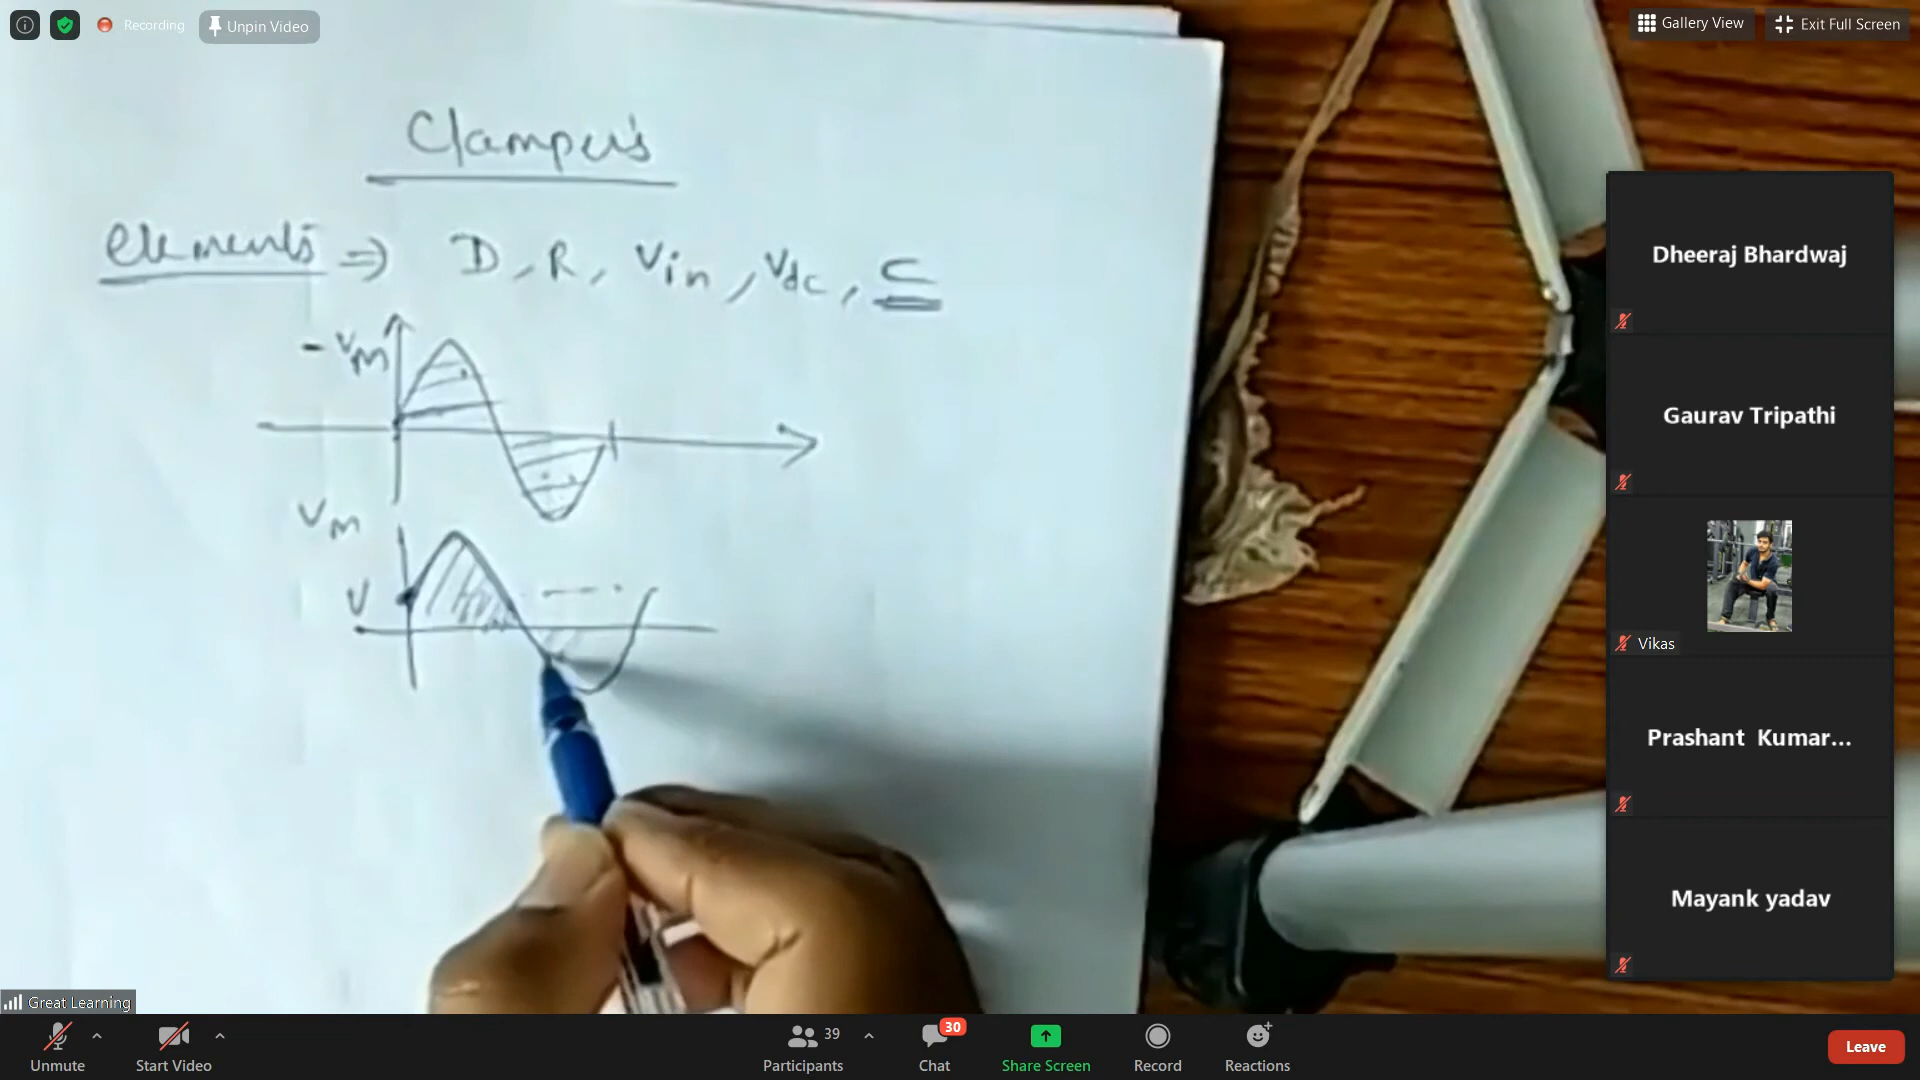 Recording
Unpin Video
Gallery View
Exit Full Screen
Clamper's
elements ⇒ D, R, Vin, Vdc, C
- Vm
Vm
V
Dheeraj Bhardwaj
Gaurav Tripathi
Vikas
Prashant Kumar...
Mayank yadav
Great Learning
Unmute
Start Video
Participants 39
Chat 30
Share Screen
Record
Reactions
Leave